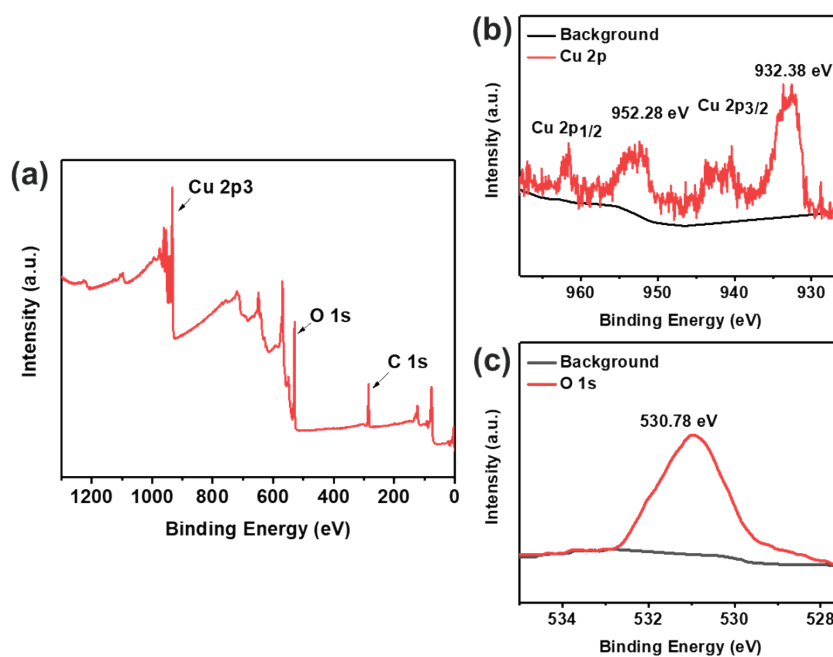 (a)
Cu 2p3
O 1s
C 1s
Intensity (a.u.)
1200 1000 800 600 400 200 0
Binding Energy (eV)
(b)
Background
Cu 2p
932.38 eV
952.28 eV
Cu 2p3/2
Cu 2p1/2
Intensity (a.u.)
960 950 940 930
Binding Energy (eV)
(c)
Background
O 1s
530.78 eV
Intensity (a.u.)
534 532 530 528
Binding Energy (eV)